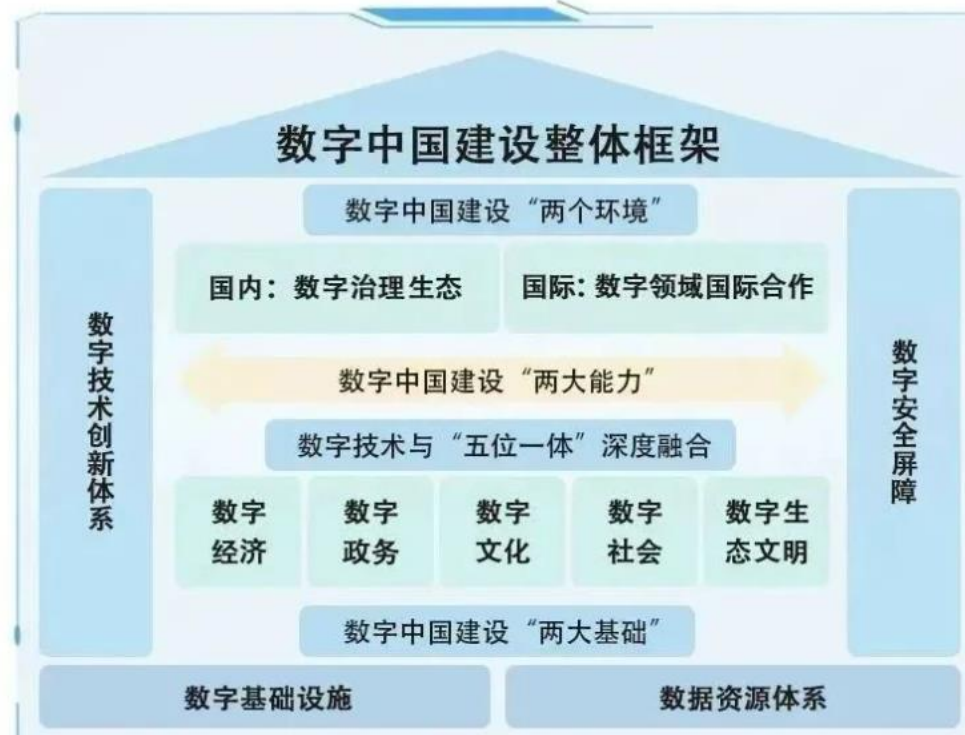 数字中国建设整体框架
数字中国建设“两个环境”
国内：数字治理生态
国际：数字领域国际合作
数字技术创新体系
数字中国建设“两大能力”
数字安全屏障
数字技术与“五位一体”深度融合
数字
经济
数字
政务
数字
文化
数字
社会
数字生
态文明
数字中国建设“两大基础”
数字基础设施
数据资源体系